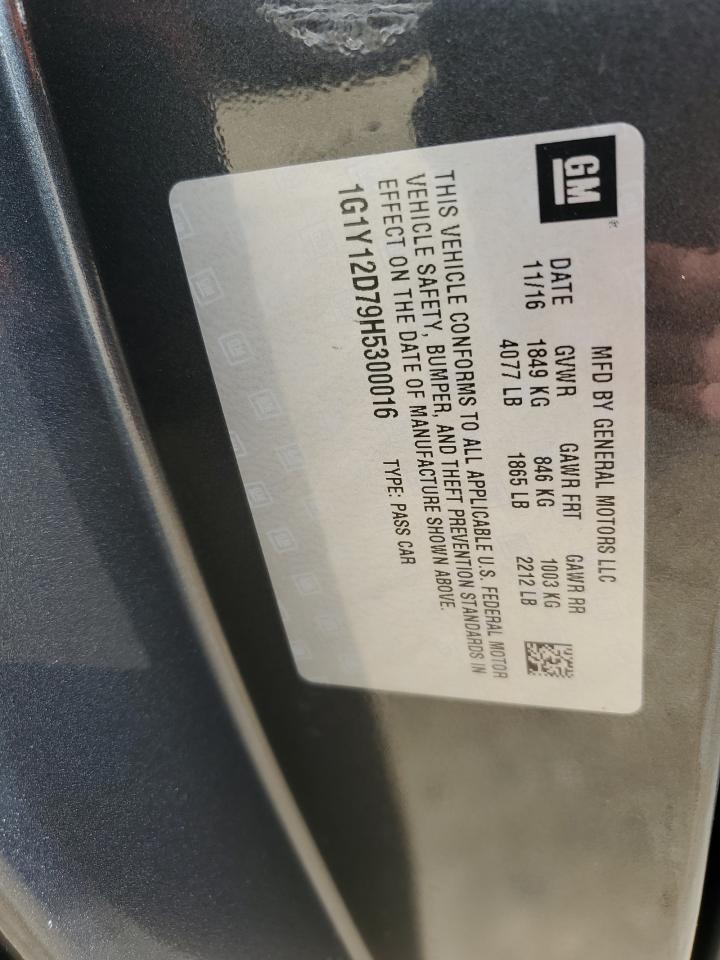 GM
MFD BY GENERAL MOTORS LLC
DATE GVWR GAWR FRT GAWR RR
11/16 1849 KG 846 KG 1003 KG
4077 LB 1865 LB 2212 LB
THIS VEHICLE CONFORMS TO ALL APPLICABLE U.S. FEDERAL MOTOR
VEHICLE SAFETY, BUMPER, AND THEFT PREVENTION STANDARDS IN
EFFECT ON THE DATE OF MANUFACTURE SHOWN ABOVE.
1G1Y12D79H5300016 TYPE: PASS CAR